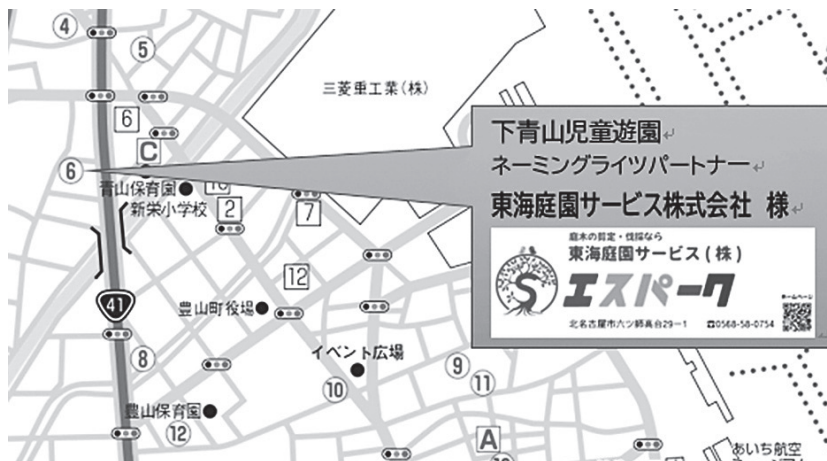 4
5
三菱重工業(株)
6
C
6
青山保育園
新栄小学校
2
7
12
41
豊山町役場
8
イベント広場
9
10
11
豊山保育園
12
A
あいち航空
下青山児童遊園
ネーミングライツパートナー
東海庭園サービス株式会社 様
庭木の剪定・伐採なら
東海庭園サービス(株)
エスパーク
ホームページ
北名古屋市六ツ師高台29-1 ☎0568-58-0754